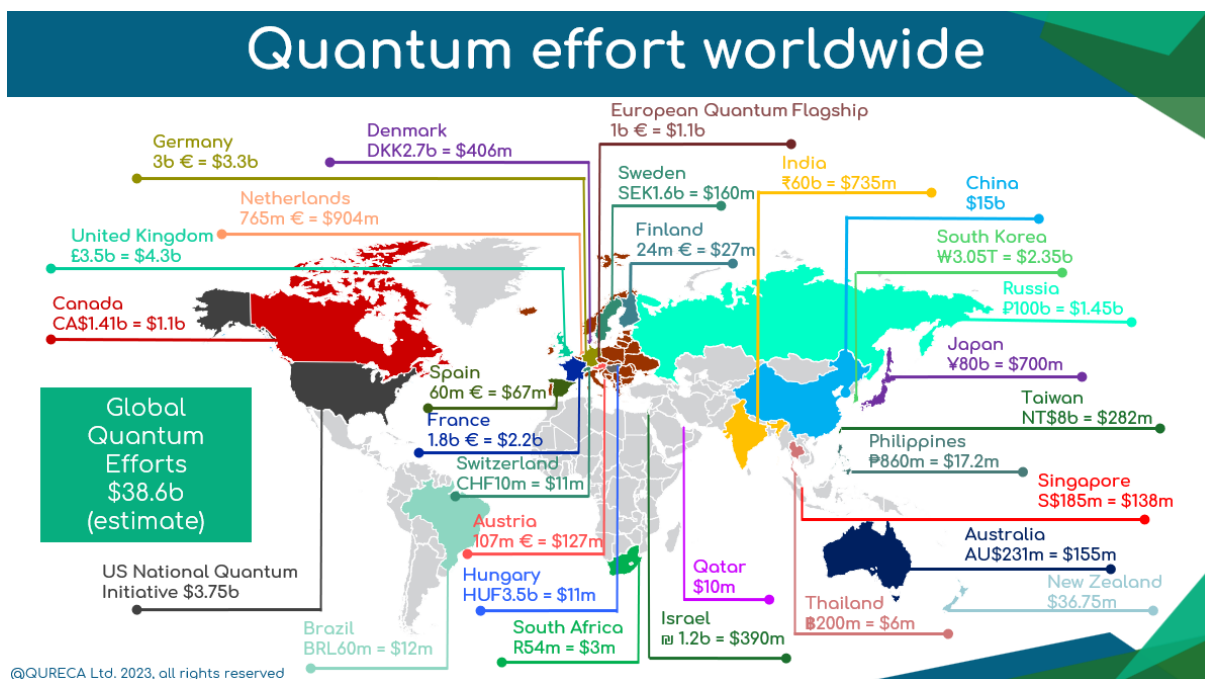 Quantum effort worldwide
European Quantum Flagship
1b € = $1.1b
Denmark
DKK2.7b = $406m
Germany
3b € = $3.3b
India
₹60b = $735m
Sweden
SEK1.6b = $160m
China
$15b
Netherlands
765m € = $904m
Finland
24m € = $27m
United Kingdom
£3.5b = $4.3b
South Korea
₩3.05T = $2.35b
Russia
₽100b = $1.45b
Canada
CA$1.41b = $1.1b
Japan
¥80b = $700m
Spain
60m € = $67m
Taiwan
NT$8b = $282m
Global
Quantum
Efforts
$38.6b
(estimate)
France
1.8b € = $2.2b
Philippines
₱860m = $17.2m
Switzerland
CHF10m = $11m
Singapore
S$185m = $138m
Austria
107m € = $127m
Australia
AU$231m = $155m
US National Quantum
Initiative $3.75b
Qatar
$10m
Hungary
HUF3.5b = $11m
New Zealand
$36.75m
Thailand
฿200m = $6m
Israel
₪ 1.2b = $390m
Brazil
BRL60m = $12m
South Africa
R54m = $3m
@QURECA Ltd. 2023, all rights reserved